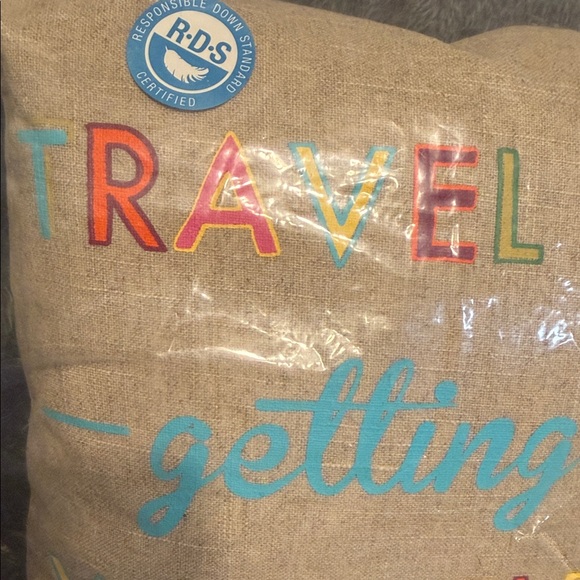 RESPONSIBLE DOWN STANDARD
R·D·S
CERTIFIED
TRAVEL
getting